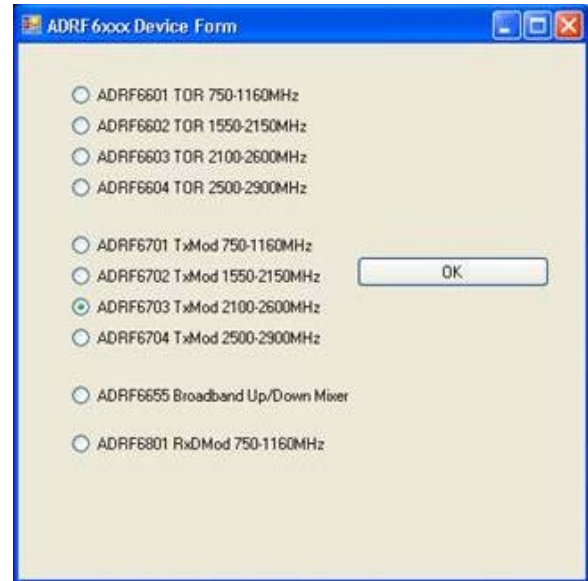 ADRF6xxx Device Form
ADRF6601 TOR 750-1160MHz
ADRF6602 TOR 1550-2150MHz
ADRF6603 TOR 2100-2600MHz
ADRF6604 TOR 2500-2900MHz
ADRF6701 TxMod 750-1160MHz
ADRF6702 TxMod 1550-2150MHz
OK
ADRF6703 TxMod 2100-2600MHz
ADRF6704 TxMod 2500-2900MHz
ADRF6655 Broadband Up/Down Mixer
ADRF6801 RxDMod 750-1160MHz